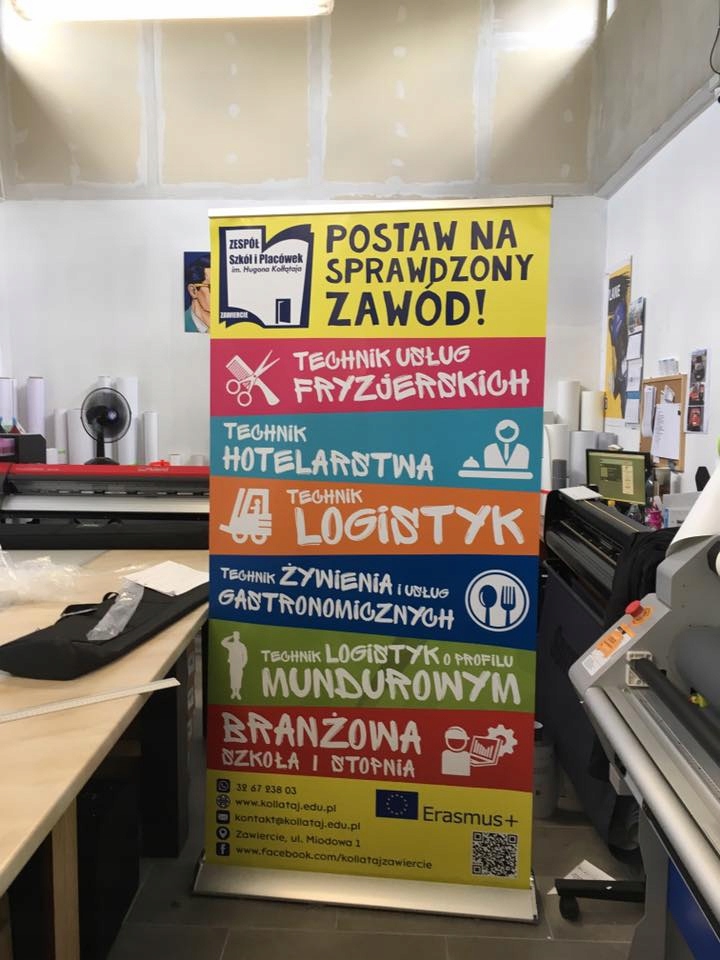 ZESPÓŁ
Szkół i Placówek
im. Hugona Kołłątaja
ZAWIERCIE
POSTAW NA
SPRAWDZONY
ZAWÓD!
TECHNIK USŁUG
FRYZJERSKICH
TECHNIK
HOTELARSTWA
TECHNIK
LOGISTYK
TECHNIK ŻYWIENIA I USŁUG
GASTRONOMICZNYCH
TECHNIK LOGISTYK O PROFILU
MUNDUROWYM
BRANŻOWA
SZKOŁA I STOPNIA
32 67 238 03
www.kollataj.edu.pl
kontakt@kollataj.edu.pl
Zawiercie, ul. Miodowa 1
www.facebook.com/kollatajzawiercie
Erasmus+